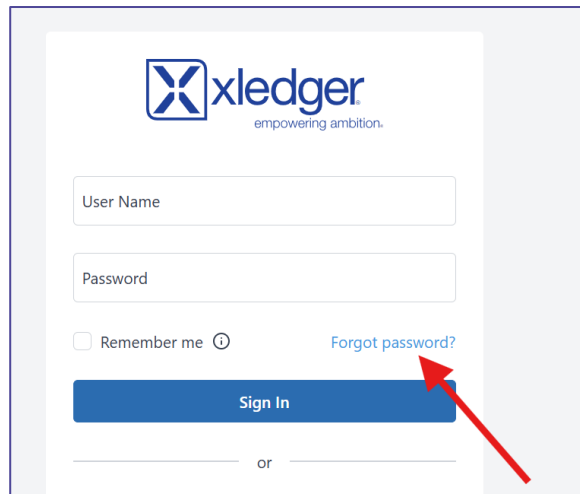 xledger
empowering ambition.
User Name
Password
Remember me
Forgot password?
Sign In
or